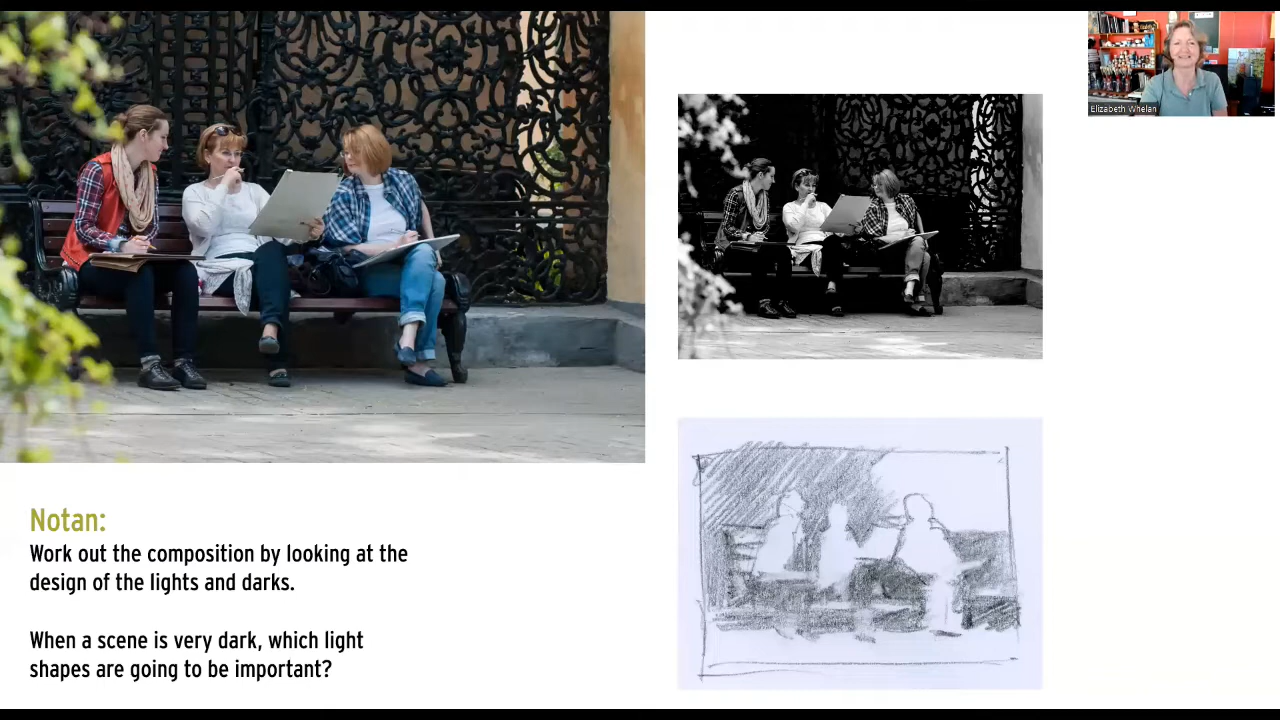 Elizabeth Whelan
Notan:
Work out the composition by looking at the
design of the lights and darks.
When a scene is very dark, which light
shapes are going to be important?